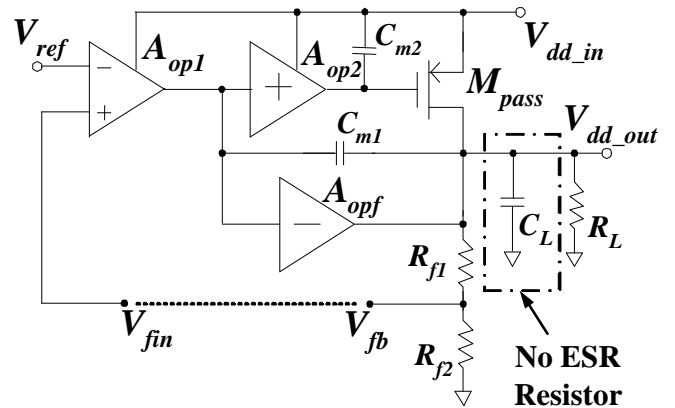 V_ref
A_op1
C_m2
A_op2
V_dd_in
M_pass
−
+
+
C_m1
V_dd_out
A_opf
−
C_L
R_L
R_f1
V_fin
V_fb
R_f2
No ESR
Resistor